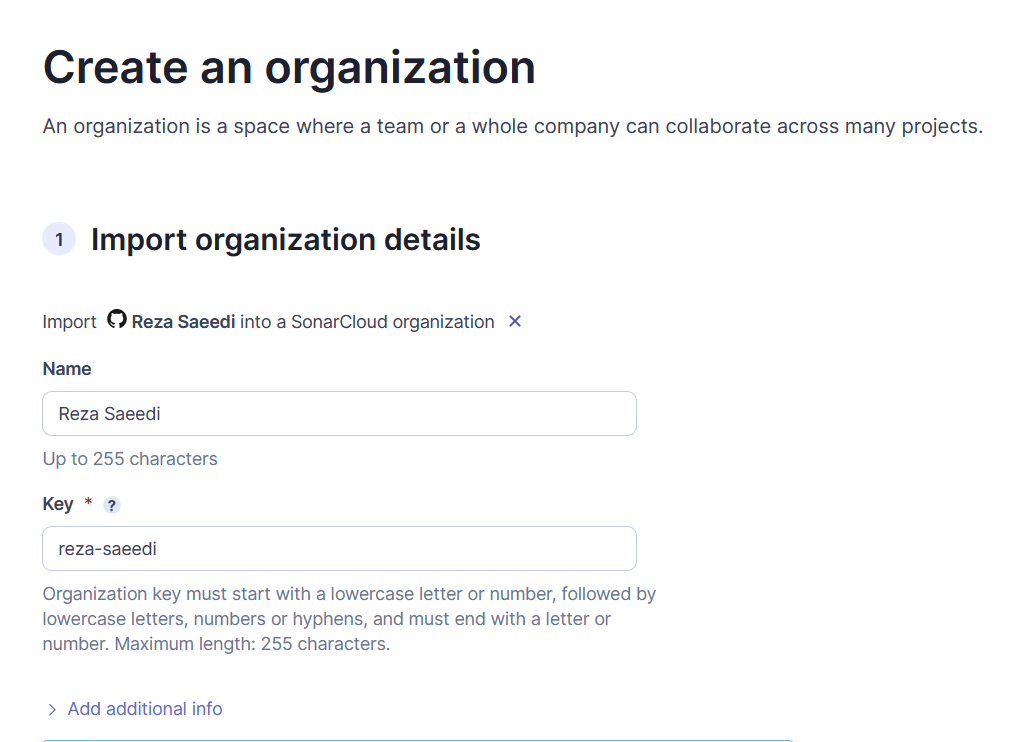 Create an organization
An organization is a space where a team or a whole company can collaborate across many projects.
1 Import organization details
Import Reza Saeedi into a SonarCloud organization ✕
Name
Reza Saeedi
Up to 255 characters
Key * ?
reza-saeedi
Organization key must start with a lowercase letter or number, followed by
lowercase letters, numbers or hyphens, and must end with a letter or
number. Maximum length: 255 characters.
Add additional info